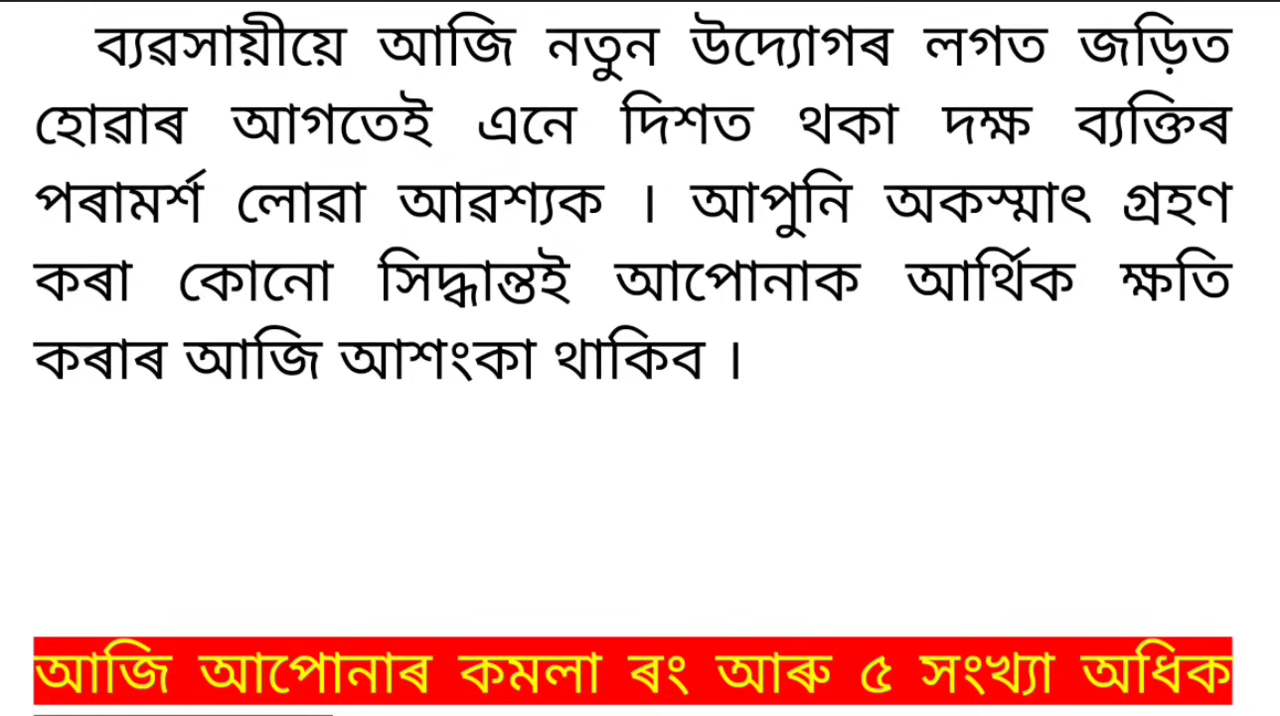 ব্যৱসায়ীয়ে আজি নতুন উদ্যোগৰ লগত জড়িত
হোৱাৰ আগতেই এনে দিশত থকা দক্ষ ব্যক্তিৰ
পৰামৰ্শ লোৱা আৱশ্যক । আপুনি অকস্মাৎ গ্ৰহণ
কৰা কোনো সিদ্ধান্তই আপোনাক আৰ্থিক ক্ষতি
কৰাৰ আজি আশংকা থাকিব ।
আজি আপোনাৰ কমলা ৰং আৰু ৫ সংখ্যা অধিক